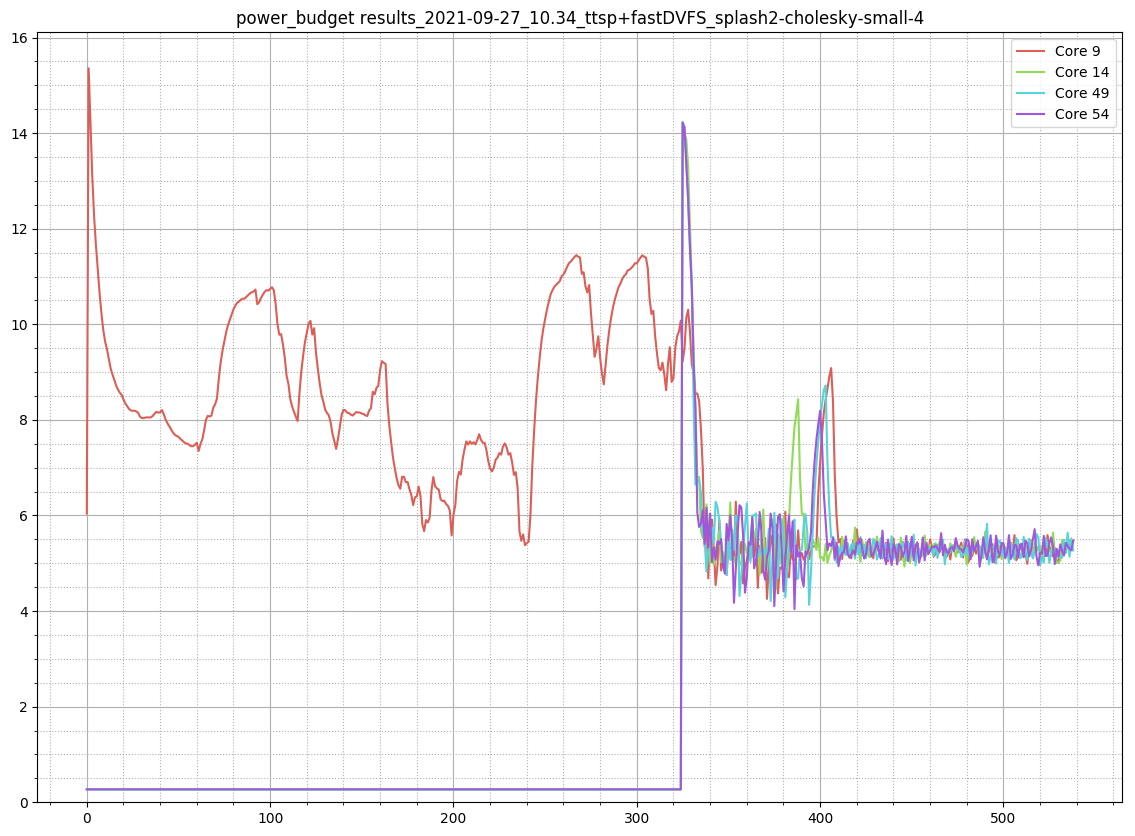 power_budget results_2021-09-27_10.34_ttsp+fastDVFS_splash2-cholesky-small-4
Core 9
Core 14
Core 49
Core 54
16
14
12
10
8
6
4
2
0
0 100 200 300 400 500